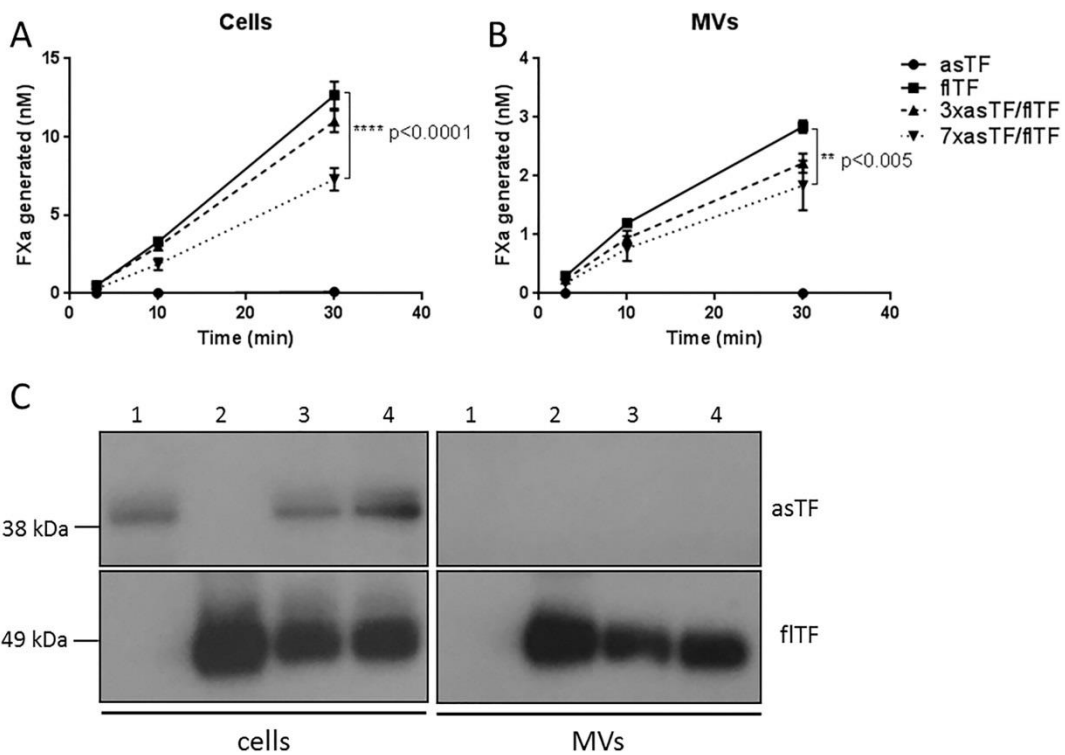 A
Cells
FXa generated (nM)
15
10
5
0
0 10 20 30 40
Time (min)
**** p<0.0001
B
MVs
FXa generated (nM)
4
3
2
1
0
0 10 20 30 40
Time (min)
** p<0.005
asTF
flTF
3xasTF/flTF
7xasTF/flTF
C
1 2 3 4 1 2 3 4
38 kDa
asTF
49 kDa
flTF
cells MVs